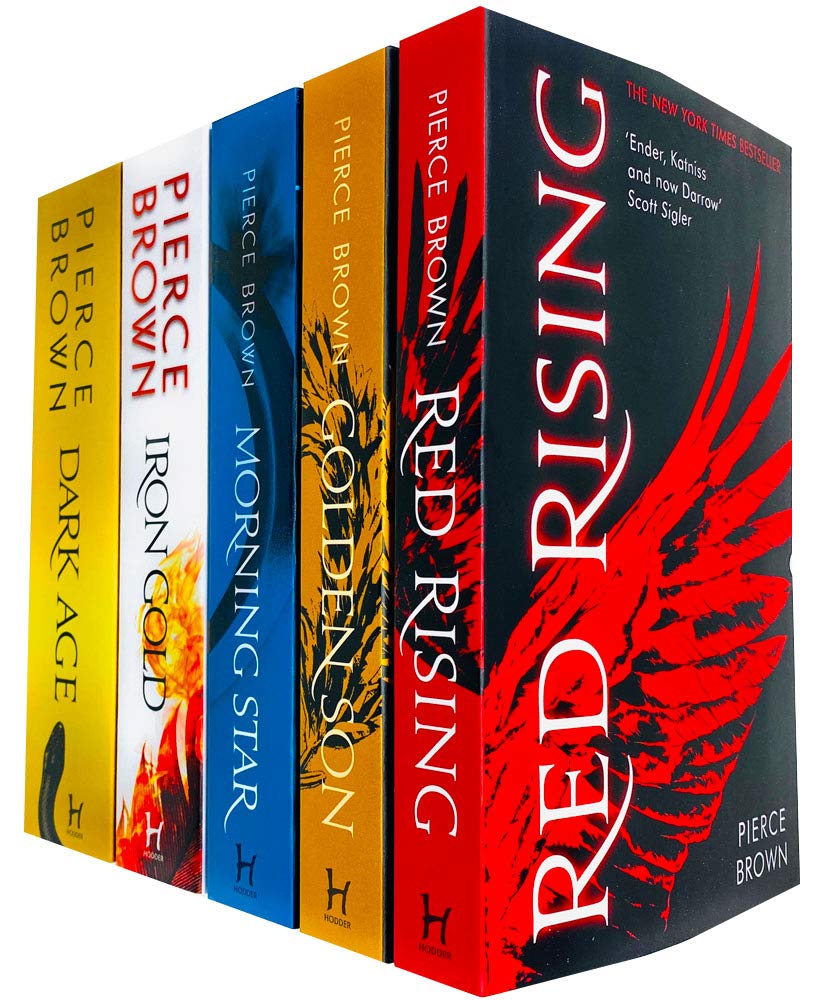 PIERCE
BROWN
DARK AGE
H
HODDER
PIERCE
BROWN
IRON GOLD
H
HODDER
PIERCE BROWN
MORNING STAR
H
HODDER
PIERCE BROWN
GOLDEN SON
H
HODDER
PIERCE BROWN
RED RISING
H
HODDER
RED RISING
THE NEW YORK TIMES BESTSELLER
'Ender, Katniss
and now Darrow'
Scott Sigler
PIERCE
BROWN